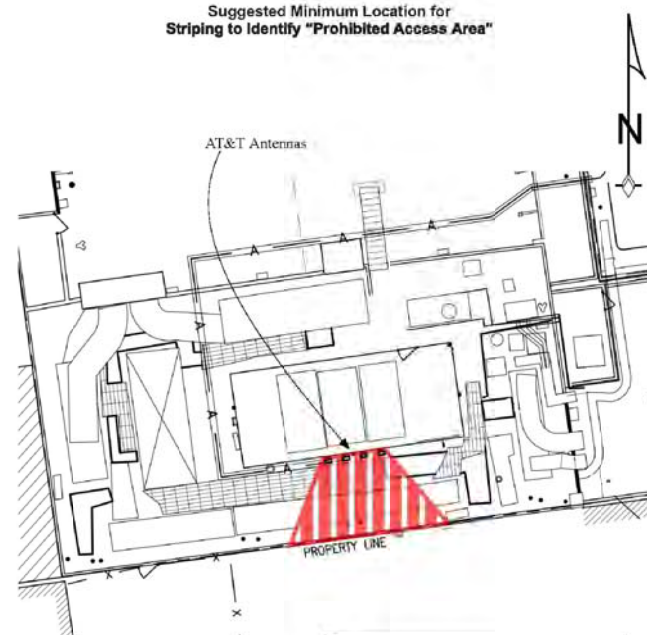 Suggested Minimum Location for
Striping to Identify "Prohibited Access Area"
N
AT&T Antennas
A
A
A
A
A
A
PROPERTY LINE
X
X
X